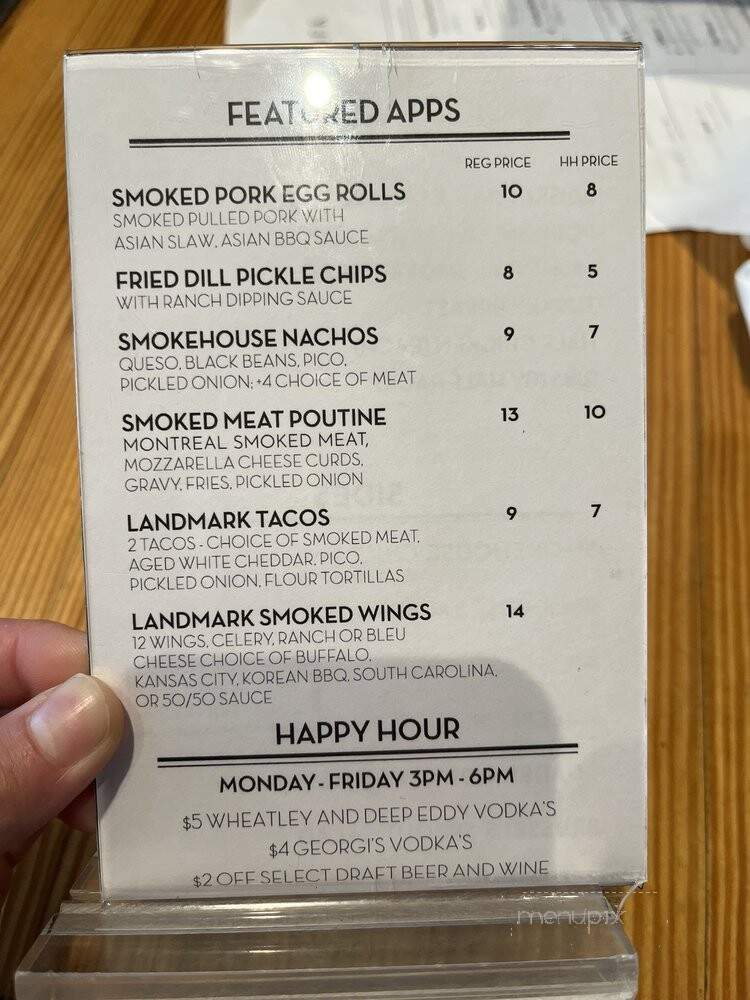 FEATURED APPS
REG PRICE HH PRICE
SMOKED PORK EGG ROLLS 10 8
SMOKED PULLED PORK WITH
ASIAN SLAW, ASIAN BBQ SAUCE
FRIED DILL PICKLE CHIPS 8 5
WITH RANCH DIPPING SAUCE
SMOKEHOUSE NACHOS 9 7
QUESO, BLACK BEANS, PICO,
PICKLED ONION; +4 CHOICE OF MEAT
SMOKED MEAT POUTINE 13 10
MONTREAL SMOKED MEAT,
MOZZARELLA CHEESE CURDS,
GRAVY, FRIES, PICKLED ONION
LANDMARK TACOS 9 7
2 TACOS - CHOICE OF SMOKED MEAT,
AGED WHITE CHEDDAR, PICO,
PICKLED ONION, FLOUR TORTILLAS
LANDMARK SMOKED WINGS 14
12 WINGS, CELERY, RANCH OR BLEU
CHEESE CHOICE OF BUFFALO,
KANSAS CITY, KOREAN BBQ, SOUTH CAROLINA,
OR 50/50 SAUCE
HAPPY HOUR
MONDAY - FRIDAY 3PM - 6PM
$5 WHEATLEY AND DEEP EDDY VODKA'S
$4 GEORGI'S VODKA'S
$2 OFF SELECT DRAFT BEER AND WINE
menupix